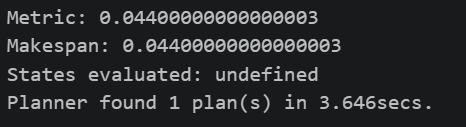 Metric: 0.04400000000000003
Makespan: 0.04400000000000003
States evaluated: undefined
Planner found 1 plan(s) in 3.646secs.